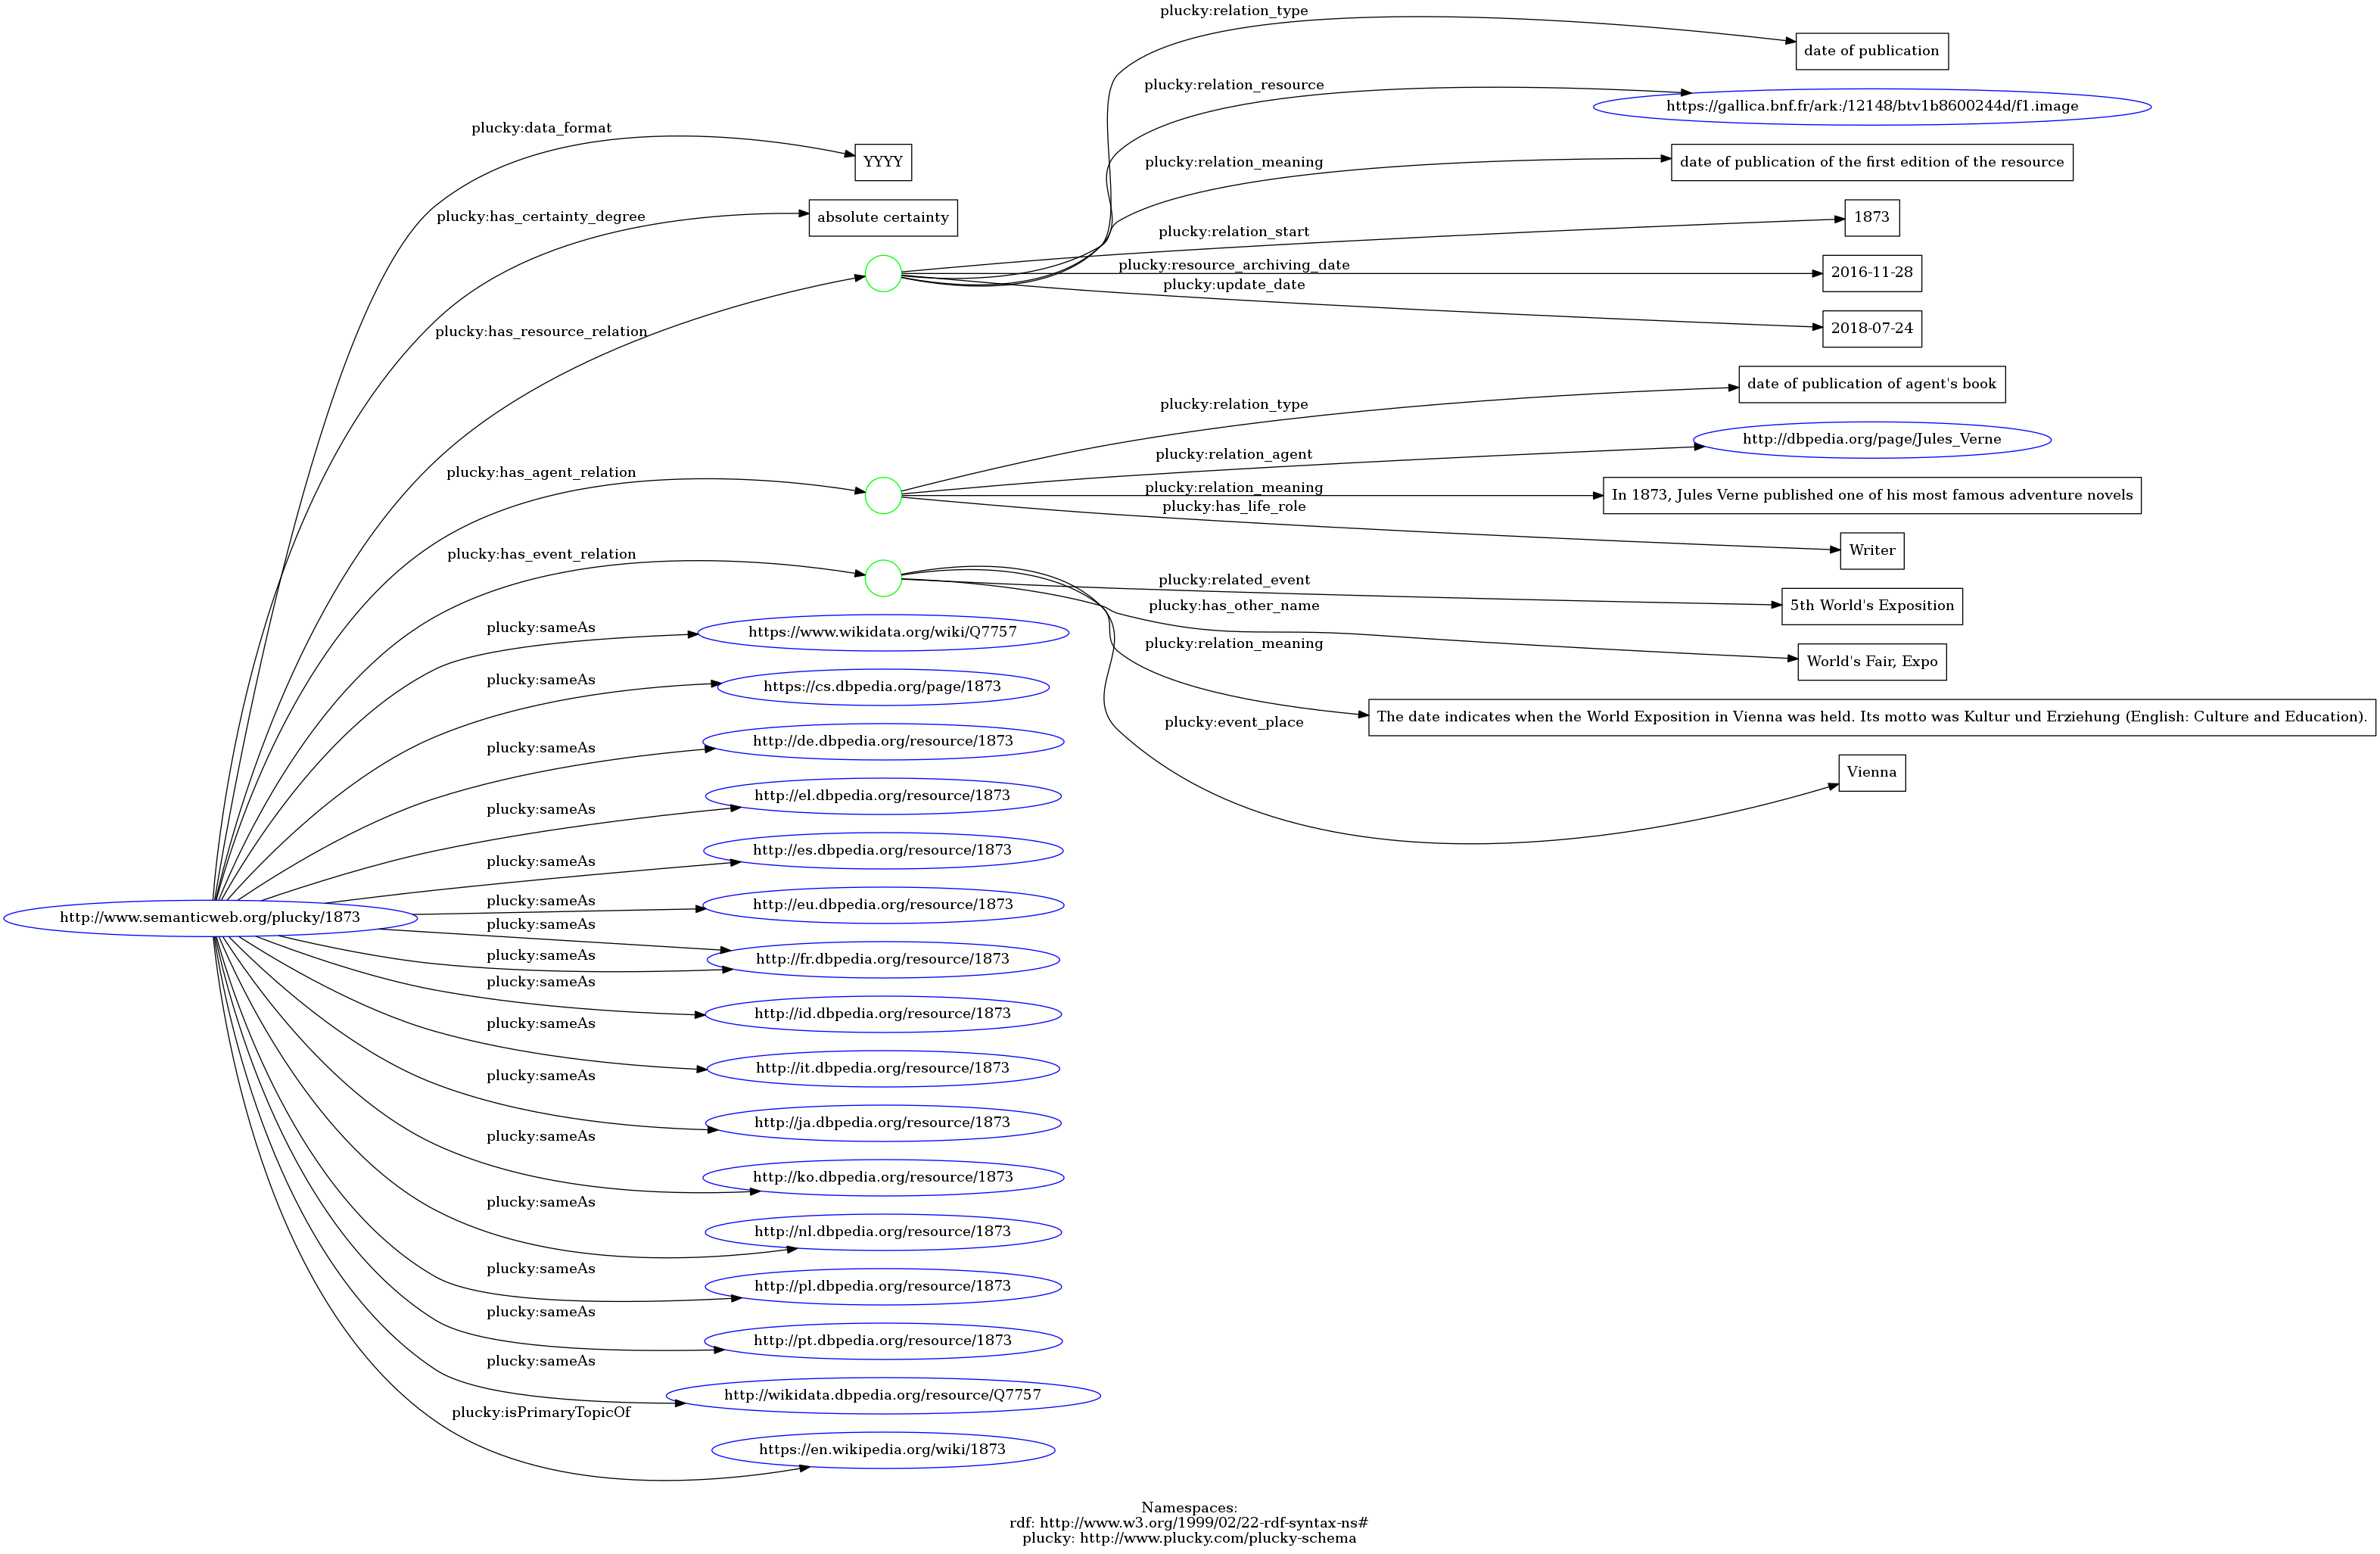 plucky:relation_type
date of publication
plucky:relation_resource
https://gallica.bnf.fr/ark:/12148/btv1b8600244d/f1.image
plucky:data_format
YYYY
plucky:relation_meaning
date of publication of the first edition of the resource
plucky:has_certainty_degree
absolute certainty
plucky:relation_start
1873
plucky:resource_archiving_date
2016-11-28
plucky:update_date
plucky:has_resource_relation
2018-07-24
date of publication of agent's book
plucky:relation_type
http://dbpedia.org/page/Jules_Verne
plucky:relation_agent
plucky:has_agent_relation
plucky:relation_meaning
In 1873, Jules Verne published one of his most famous adventure novels
plucky:has_life_role
Writer
plucky:has_event_relation
plucky:related_event
5th World's Exposition
plucky:has_other_name
plucky:sameAs
https://www.wikidata.org/wiki/Q7757
plucky:relation_meaning
World's Fair, Expo
plucky:sameAs
https://cs.dbpedia.org/page/1873
The date indicates when the World Exposition in Vienna was held. Its motto was Kultur und Erziehung (English: Culture and Education).
plucky:event_place
plucky:sameAs
http://de.dbpedia.org/resource/1873
Vienna
plucky:sameAs
http://el.dbpedia.org/resource/1873
plucky:sameAs
http://es.dbpedia.org/resource/1873
plucky:sameAs
http://eu.dbpedia.org/resource/1873
http://www.semanticweb.org/plucky/1873
plucky:sameAs
plucky:sameAs
http://fr.dbpedia.org/resource/1873
plucky:sameAs
http://id.dbpedia.org/resource/1873
plucky:sameAs
http://it.dbpedia.org/resource/1873
plucky:sameAs
http://ja.dbpedia.org/resource/1873
plucky:sameAs
http://ko.dbpedia.org/resource/1873
plucky:sameAs
http://nl.dbpedia.org/resource/1873
plucky:sameAs
http://pl.dbpedia.org/resource/1873
plucky:sameAs
http://pt.dbpedia.org/resource/1873
plucky:sameAs
http://wikidata.dbpedia.org/resource/Q7757
plucky:isPrimaryTopicOf
https://en.wikipedia.org/wiki/1873
Namespaces:
rdf: http://www.w3.org/1999/02/22-rdf-syntax-ns#
plucky: http://www.plucky.com/plucky-schema